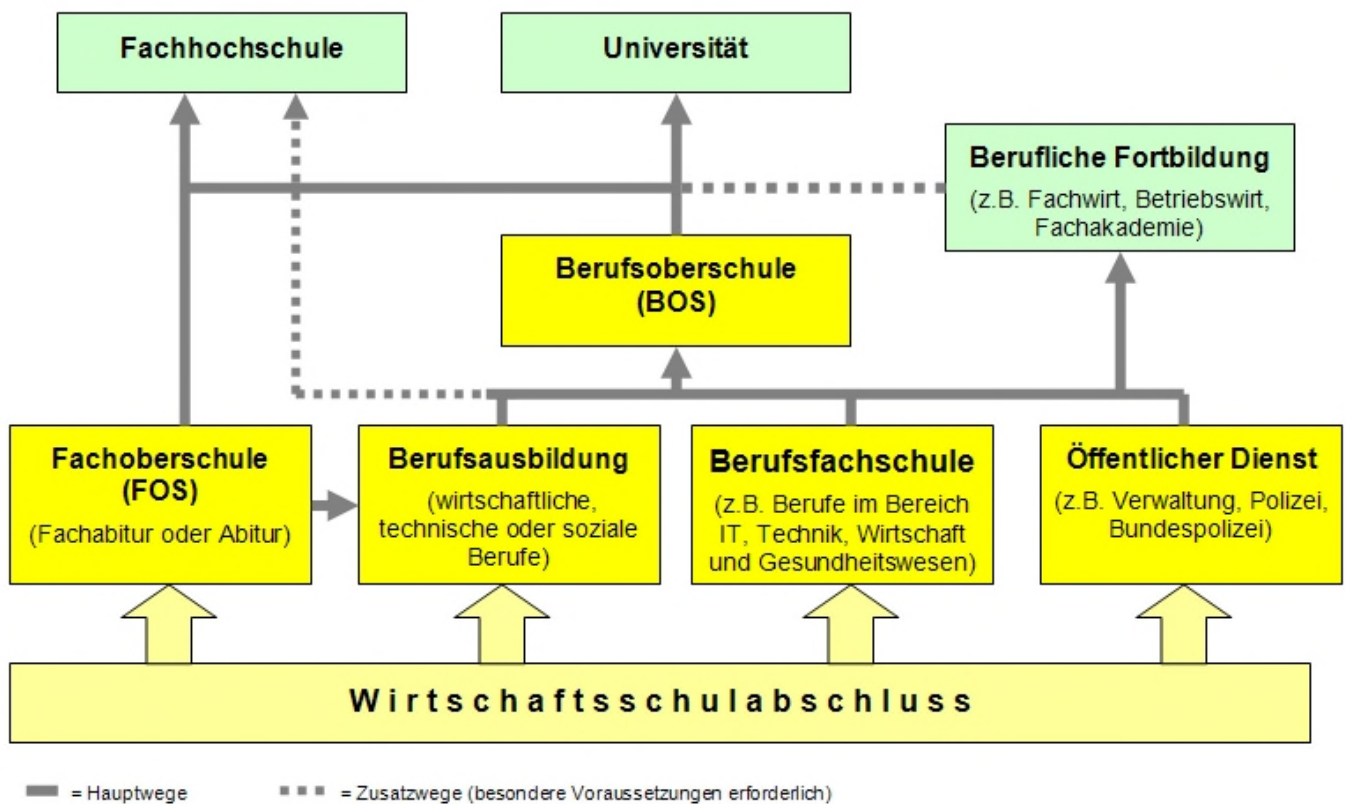 Fachhochschule
Universität
Berufliche Fortbildung
(z.B. Fachwirt, Betriebswirt,
Fachakademie)
Berufsoberschule
(BOS)
Fachoberschule
(FOS)
(Fachabitur oder Abitur)
Berufsausbildung
(wirtschaftliche,
technische oder soziale
Berufe)
Berufsfachschule
(z.B. Berufe im Bereich
IT, Technik, Wirtschaft
und Gesundheitswesen)
Öffentlicher Dienst
(z.B. Verwaltung, Polizei,
Bundespolizei)
Wirtschaftsschulabschluss
= Hauptwege
= Zusatzwege (besondere Voraussetzungen erforderlich)